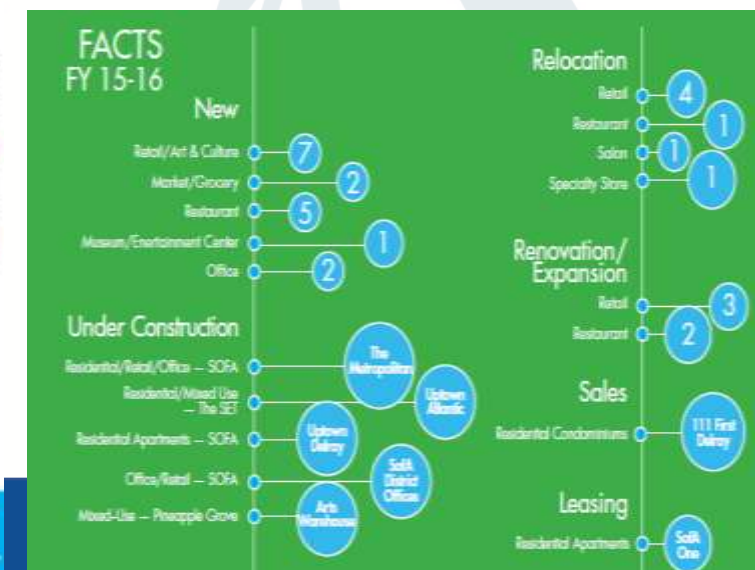 FACTS
FY 15-16
New
Retail/Art & Culture 7
Market/Grocery 2
Restaurant 5
Museum/Enertainment Center 1
Office 2
Under Construction
Residential/Retail/Office – SOFA The Metropolitan
Residential/Mixed Use
– The SET Uptown Atlantic
Residential Apartments – SOFA Uptown Delray
Office/Retail – SOFA SofA District Offices
Mixed-Use – Pineapple Grove Arts Warehouse
Relocation
Retail 4
Restaurant 1
Salon 1
Specialty Store 1
Renovation/
Expansion
Retail 3
Restaurant 2
Sales
Residential Condominiums 111 First Delray
Leasing
Residential Apartments SofA One